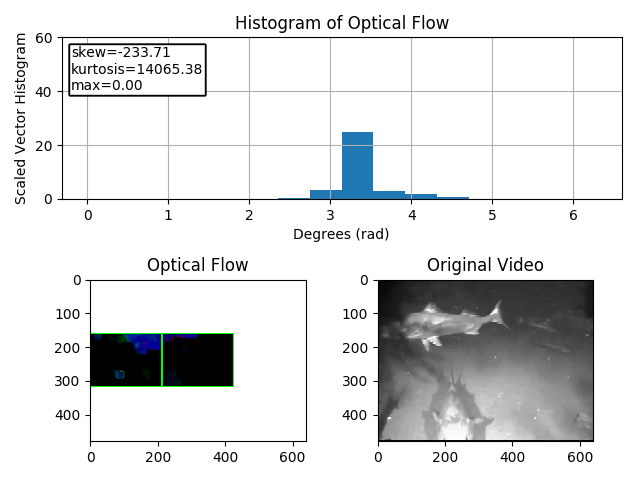 Histogram of Optical Flow
Scaled Vector Histogram
60
40
20
0
skew=-233.71
kurtosis=14065.38
max=0.00
0 1 2 3 4 5 6
Degrees (rad)
Optical Flow
0
100
200
300
400
0 200 400 600
Original Video
0
100
200
300
400
0 200 400 600